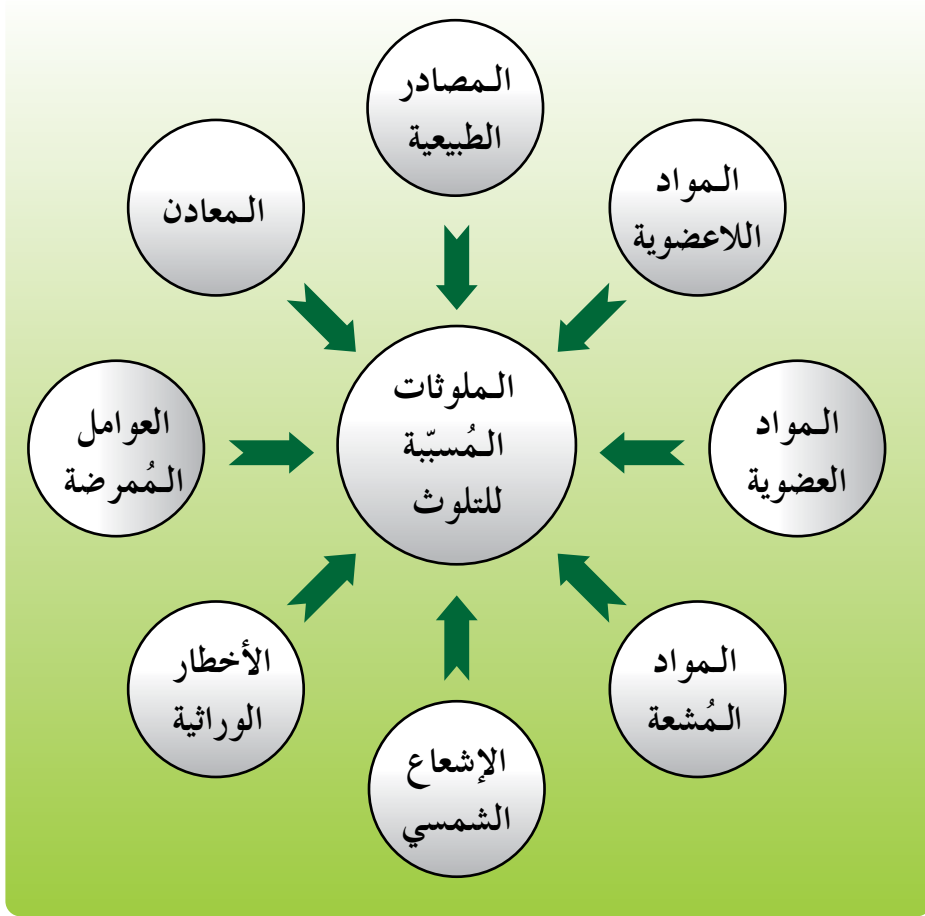 المصادر
الطبيعية
المواد
اللاعضوية
المعادن
الملوثات
المُسبّبة
للتلوث
المواد
العضوية
العوامل
المُمرضة
المواد
المُشعة
الأخطار
الوراثية
الإشعاع
الشمسي